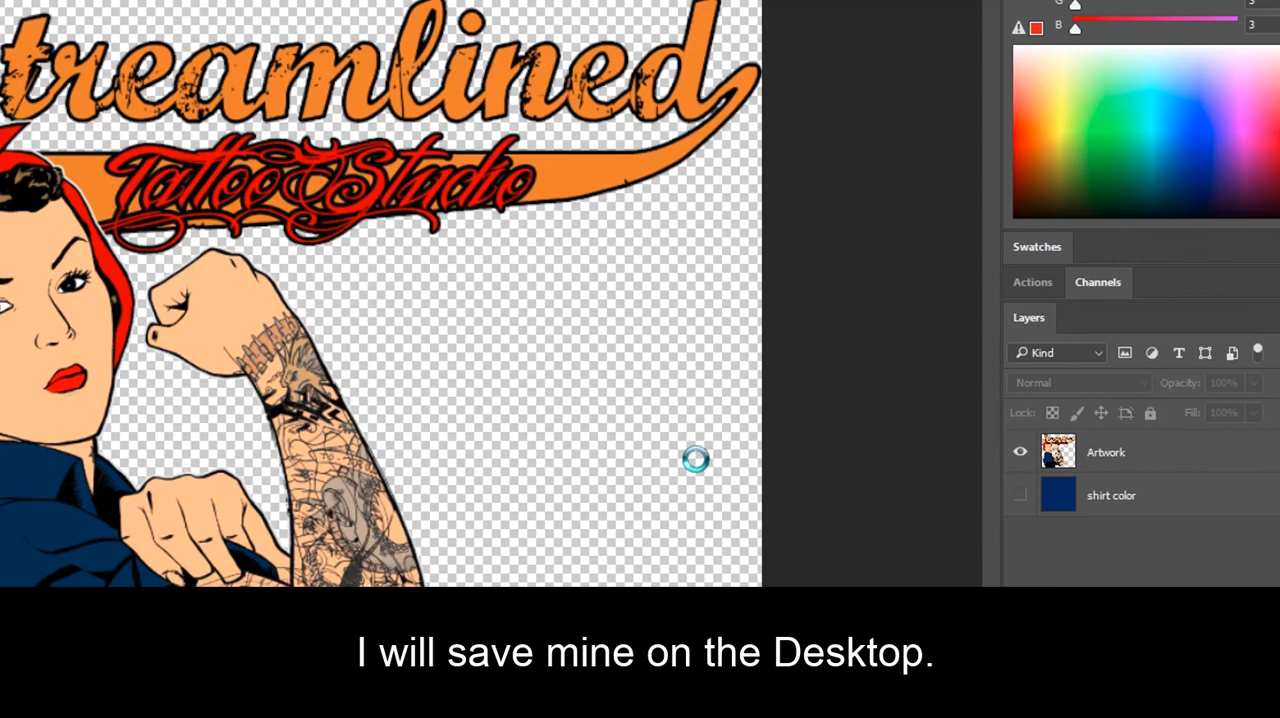 treamlined
Tattoo Studio
G
3
B
3
Swatches
Actions Channels
Layers
Kind
Normal Opacity: 100%
Lock: Fill: 100%
Artwork
shirt color
I will save mine on the Desktop.